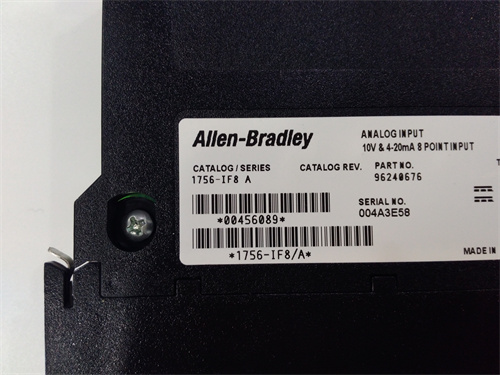 Allen-Bradley
ANALOG INPUT
10V & 4-20mA 8 POINT INPUT
CATALOG / SERIES
1756-IF8 A
CATALOG REV.
PART NO.
96240676
*00456089*
SERIAL NO.
004A3E58
*1756-IF8/A*
MADE IN